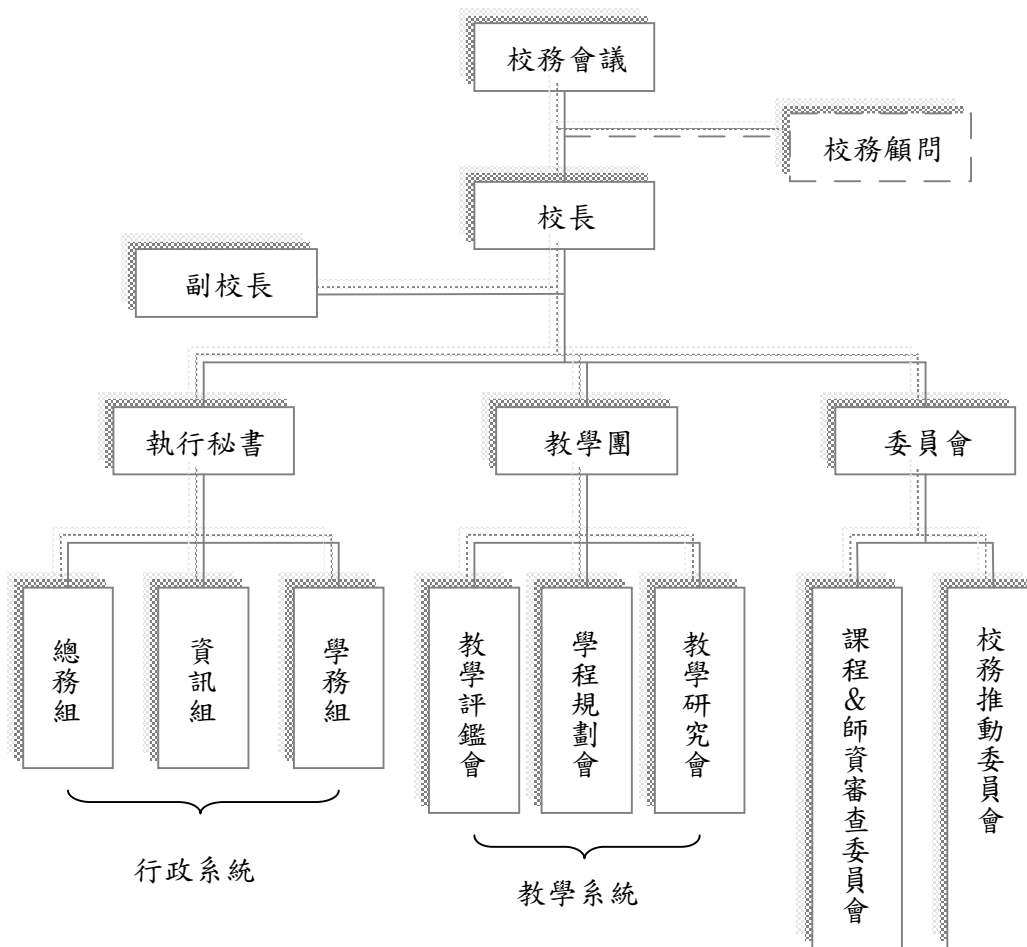 校務會議
校務顧問
校長
副校長
執行秘書
教學團
委員會
總務組
資訊組
學務組
教學評鑑會
學程規劃會
教學研究會
課程&師資審查委員會
校務推動委員會
行政系統
教學系統